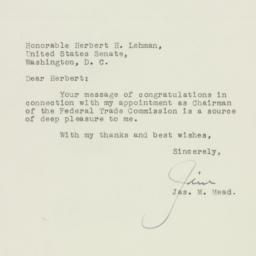 Honorable Herbert H. Lehman,
United States Senate,
Washington, D. C.
Dear Herbert:
Your message of congratulations in
connection with my appointment as Chairman
of the Federal Trade Commission is a source
of deep pleasure to me.
With my thanks and best wishes,
Sincerely,
Jim
Jas. M. Mead.